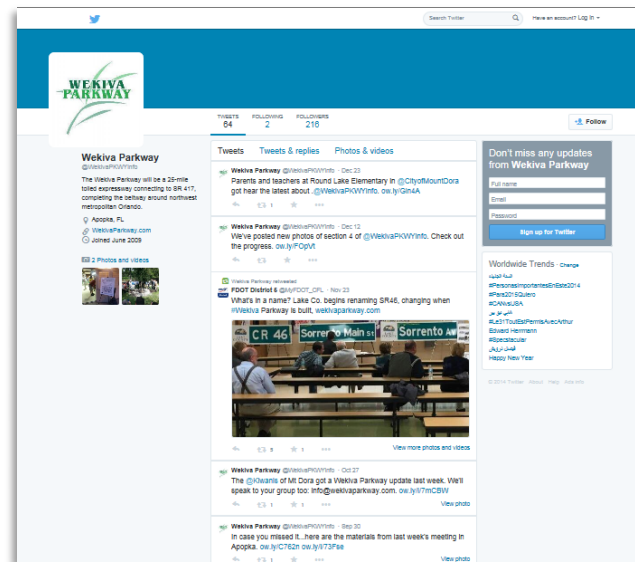 Search Twitter
Have an account? Log in
WEKIVA
PARKWAY
TWEETS
64
FOLLOWING
2
FOLLOWERS
216
Follow
Wekiva Parkway
@WekivaPKWYInfo
The Wekiva Parkway will be a 25-mile
tolled expressway connecting to SR 417,
completing the beltway around northwest
metropolitan Orlando.
Apopka, FL
WekivaParkway.com
Joined June 2009
2 Photos and videos
Tweets Tweets & replies Photos & videos
Wekiva Parkway @WekivaPKWYInfo · Dec 23
Parents and teachers at Round Lake Elementary in @CityofMountDora
got hear the latest about .@WekivaPKWYInfo. ow.ly/GIn4A
1
Wekiva Parkway @WekivaPKWYInfo · Dec 12
We've posted new photos of section 4 of @WekivaPKWYInfo. Check out
the progress. ow.ly/FOpVt
Wekiva Parkway retweeted
FDOT District 5 @MyFDOT_CFL · Nov 23
What's in a name? Lake Co. begins renaming SR46, changing when
#Wekiva Parkway is built, wekivaparkway.com
CR 46 Sorrento Main St Sorrento Av
1
View more photos and videos
Wekiva Parkway @WekivaPKWYInfo · Oct 27
The @Kiwanis of Mt Dora got a Wekiva Parkway update last week. We'll
speak to your group too: info@wekivaparkway.com. ow.ly/i/7mCBW
1 1
View photo
Wekiva Parkway @WekivaPKWYInfo · Sep 30
In case you missed it...here are the materials from last week's meeting in
Apopka. ow.ly/C762n ow.ly/i/73Fse
1
View photo
Don't miss any updates
from Wekiva Parkway
Full name
Email
Password
Sign up for Twitter
Worldwide Trends · Change
#PersonasImportantesEnEste2014
#Para2015Quiero
#CANvsUSA
#Le31ToutEstPermisAvecArthur
Edward Herrmann
#Specstacular
Happy New Year
© 2014 Twitter About Help Ads info